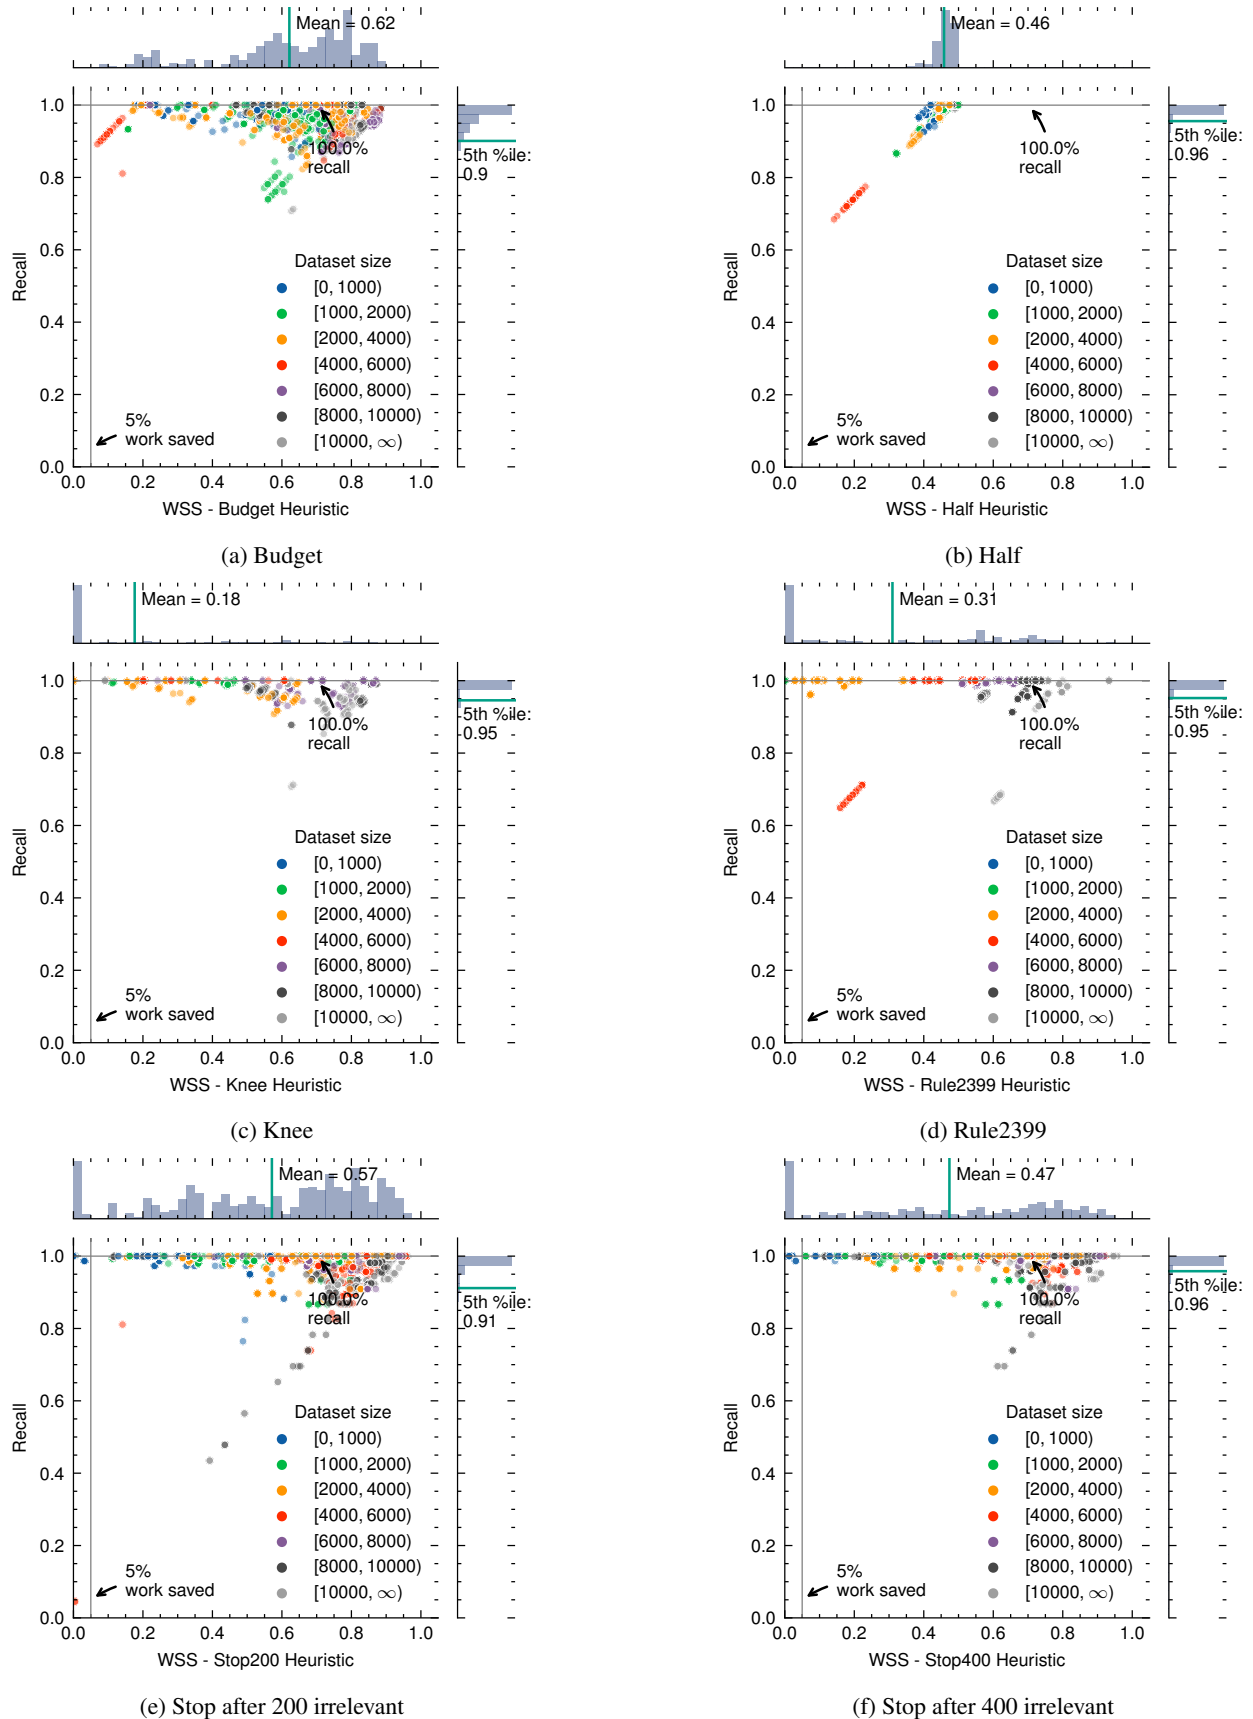 Mean = 0.62
1.0
0.8
0.6
0.4
0.2
0.0
Recall
100.0%
recall
5th %ile:
0.9
Dataset size
[0, 1000)
[1000, 2000)
[2000, 4000)
[4000, 6000)
[6000, 8000)
[8000, 10000)
[10000, ∞)
5%
work saved
0.0 0.2 0.4 0.6 0.8 1.0
WSS - Budget Heuristic
(a) Budget
Mean = 0.46
1.0
0.8
0.6
0.4
0.2
0.0
Recall
100.0%
recall
5th %ile:
0.96
Dataset size
[0, 1000)
[1000, 2000)
[2000, 4000)
[4000, 6000)
[6000, 8000)
[8000, 10000)
[10000, ∞)
5%
work saved
0.0 0.2 0.4 0.6 0.8 1.0
WSS - Half Heuristic
(b) Half
Mean = 0.18
1.0
0.8
0.6
0.4
0.2
0.0
Recall
100.0%
recall
5th %ile:
0.95
Dataset size
[0, 1000)
[1000, 2000)
[2000, 4000)
[4000, 6000)
[6000, 8000)
[8000, 10000)
[10000, ∞)
5%
work saved
0.0 0.2 0.4 0.6 0.8 1.0
WSS - Knee Heuristic
(c) Knee
Mean = 0.31
1.0
0.8
0.6
0.4
0.2
0.0
Recall
100.0%
recall
5th %ile:
0.95
Dataset size
[0, 1000)
[1000, 2000)
[2000, 4000)
[4000, 6000)
[6000, 8000)
[8000, 10000)
[10000, ∞)
5%
work saved
0.0 0.2 0.4 0.6 0.8 1.0
WSS - Rule2399 Heuristic
(d) Rule2399
Mean = 0.57
1.0
0.8
0.6
0.4
0.2
0.0
Recall
100.0%
recall
5th %ile:
0.91
Dataset size
[0, 1000)
[1000, 2000)
[2000, 4000)
[4000, 6000)
[6000, 8000)
[8000, 10000)
[10000, ∞)
5%
work saved
0.0 0.2 0.4 0.6 0.8 1.0
WSS - Stop200 Heuristic
(e) Stop after 200 irrelevant
Mean = 0.47
1.0
0.8
0.6
0.4
0.2
0.0
Recall
100.0%
recall
5th %ile:
0.96
Dataset size
[0, 1000)
[1000, 2000)
[2000, 4000)
[4000, 6000)
[6000, 8000)
[8000, 10000)
[10000, ∞)
5%
work saved
0.0 0.2 0.4 0.6 0.8 1.0
WSS - Stop400 Heuristic
(f) Stop after 400 irrelevant